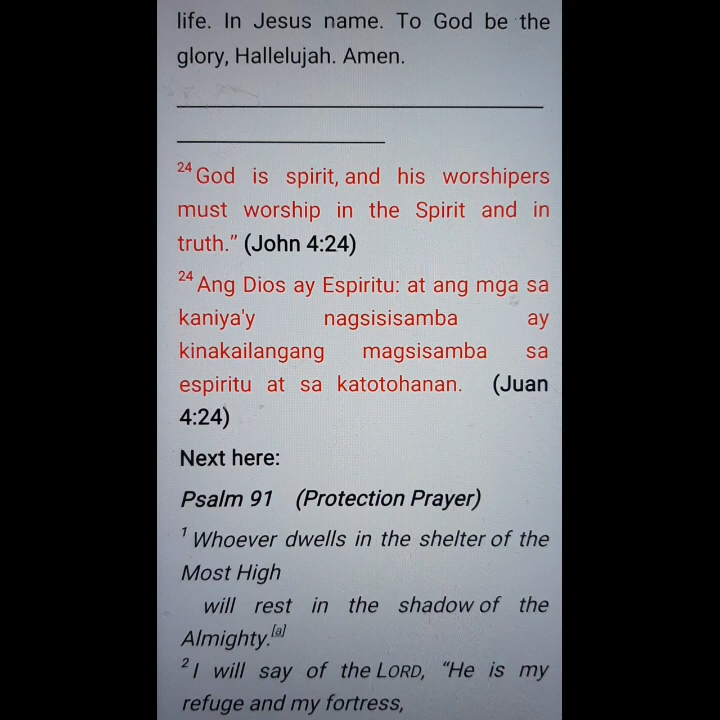 life. In Jesus name. To God be the
glory, Hallelujah. Amen.
24 God is spirit, and his worshipers
must worship in the Spirit and in
truth.” (John 4:24)
24 Ang Dios ay Espiritu: at ang mga sa
kaniya'y nagsisisamba ay
kinakailangang magsisamba sa
espiritu at sa katotohanan. (Juan
4:24)
Next here:
Psalm 91 (Protection Prayer)
1 Whoever dwells in the shelter of the
Most High
will rest in the shadow of the
Almighty.[a]
2 I will say of the LORD, “He is my
refuge and my fortress,